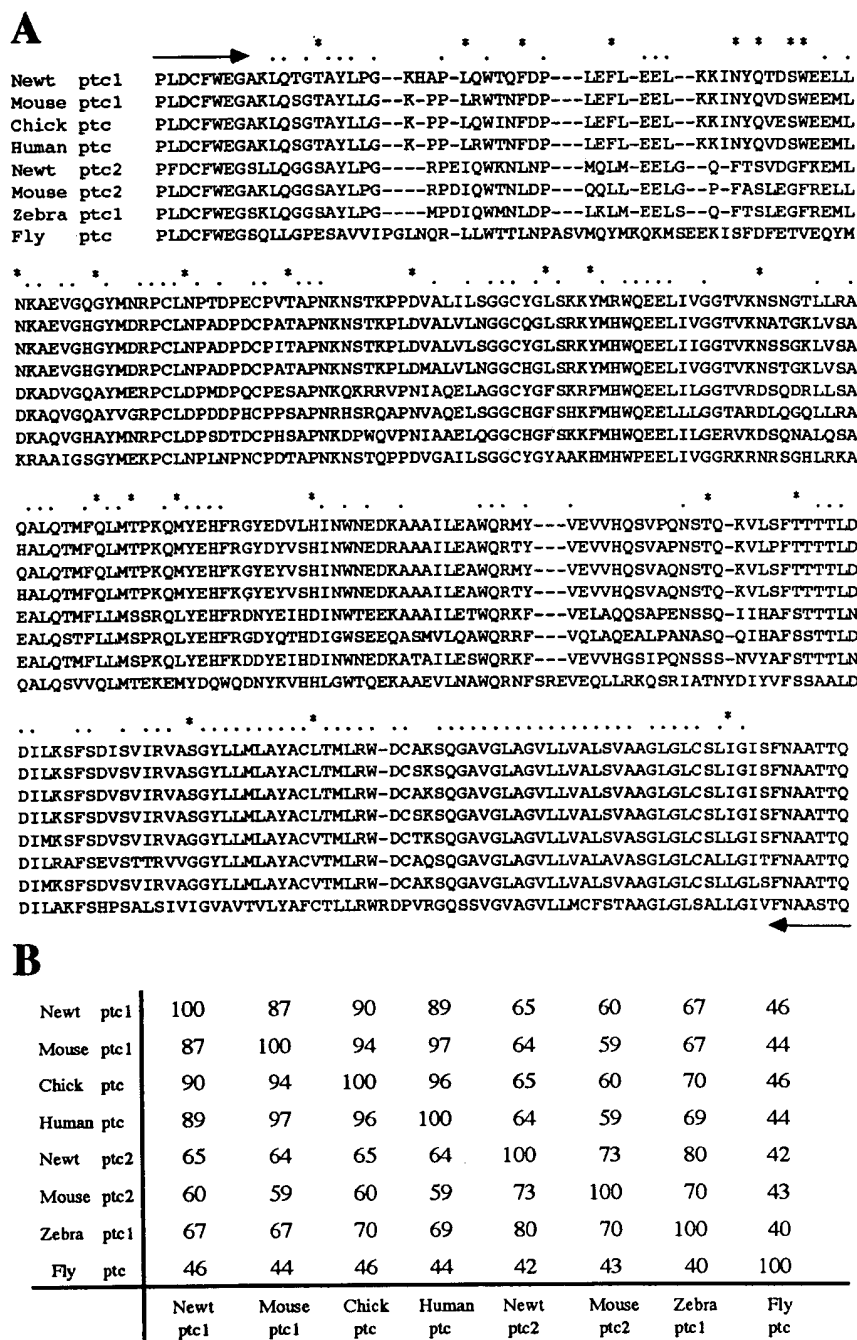 A
Newt ptc1 PLDCFWEGAKLQTGTAYLPG--KHAP-LQWTQFDP---LEFL-EEL--KKINYQTDSWEELL
Mouse ptc1 PLDCFWEGAKLQSGTAYLLG--K-PP-LRWTNFDP---LEFL-EEL--KKINYQVDSWEEML
Chick ptc PLDCFWEGAKLQSGTAYLLG--K-PP-LQWINFDP---LEFL-EEL--KKINYQVESWEEML
Human ptc PLDCFWEGAKLQSGTAYLLG--K-PP-LRWTNFDP---LEFL-EEL--KKINYQVDSWEEML
Newt ptc2 PFDCFWEGSLLQGGSAYLPG----RPEIQWKNLNP---MQLM-EELG--Q-FTSVDGFKEML
Mouse ptc2 PLDCFWEGAKLQGGSAYLPG----RPDIQWTNLDP---QQLL-EELG--P-FASLEGFRELL
Zebra ptc1 PLDCFWEGSKLQGGSAYLPG----MPDIQWMNLDP---LKLM-EELS--Q-FTSLEGFREML
Fly ptc PLDCFWEGSQLLGPESAVVIPGLNQR-LLWTTLNPASVMQYMKQKMSEEKISFDFETVEQYM
NKAEVGQGYMNRPCLNPTDPECPVTAPNKNSTKPPDVALILSGGCYGLSKKYMRWQEELIVGGTVKNSNGTLLRA
NKAEVGHGYMDRPCLNPADPDCPATAPNKNSTKPLDVALVLNGGCQGLSRKYMHWQEELIVGGTVKNATGKLVSA
NKAEVGHGYMDRPCLNPADPDCPITAPNKNSTKPLDVALVLSGGCYGLSRKYMHWQEELIIGGTVKNSSGKLVSA
NKAEVGHGYMDRPCLNPADPDCPATAPNKNSTKPLDMALVLNGGCHGLSRKYMHWQEELIVGGTVKNSTGKLVSA
DKADVGQAYMERPCLDPMDPQCPESAPNKQKRRVPNIAQELAGGCYGFSKRFMHWQEELILGGTVRDSQDRLLSA
DKAQVGQAYVGRPCLDPDDPHCPPSAPNRHSRQAPNVAQELSGGCHGFSHKFMHWQEELLLGGTARDLQGQLLRA
DKAQVGHAYMNRPCLDPSDTDCPHSAPNKDPWQVPNIAAELQGGCHGFSKKFMHWQEELILGERVKDSQNALQSA
KRAAIGSGYMEKPCLNPLNPNCPDTAPNKNSTQPPDVGAILSGGCYGYAAKHMHWPEELIVGGRKRNRSGHLRKA
QALQTMFQLMTPKQMYEHFRGYEDVLHINWNEDKAAAILEAWQRMY---VEVVHQSVPQNSTQ-KVLSFTTTTLD
HALQTMFQLMTPKQMYEHFRGYDYVSHINWNEDRAAAILEAWQRTY---VEVVHQSVAPNSTQ-KVLPFTTTTLD
QALQTMFQLMTPKQMYEHFRGYEYVSHINWNEDKAAAILEAWQRMY---VEVVHQSVAQNSTQ-KVLSFTTTTLD
HALQTMFQLMTPKQMYEHFKGYEYVSHINWNEDKAAAILEAWQRTY---VEVVHQSVAQNSTQ-KVLSFTTTTLD
EALQTMFLLMSSRQLYEHFRDNYEIHDINWTEEKAAAILETWQRKF---VELAQQSAPENSSQ-IIHAFSTTTLN
EALQSTFLLMSPRQLYEHFRGDYQTHDIGWSEEQASMVLQAWQRRF---VQLAQEALPANASQ-QIHAFSSTTLD
EALQTMFLLMSPKQLYEHFKDDYEIHDINWNEDKATAILESWQRKF---VEVVHGSIPQNSSS-NVYAFSTTTLN
QALQSVVQLMTEKEMYDQWQDNYKVHHLGWTQEKAAEVLNAWQRNFSREVEQLLRKQSRIATNYDIYVFSSAALD
DILKSFSDISVIRVASGYLLMLAYACLTMLRW-DCAKSQGAVGLAGVLLVALSVAAGLGLCSLIGISFNAATTQ
DILKSFSDVSVIRVASGYLLMLAYACLTMLRW-DCSKSQGAVGLAGVLLVALSVAAGLGLCSLIGISFNAATTQ
DILKSFSDVSVIRVASGYLLMLAYACLTMLRW-DCAKSQGAVGLAGVLLVALSVAAGLGLCSLIGISFNAATTQ
DILKSFSDVSVIRVASGYLLMLAYACLTMLRW-DCSKSQGAVGLAGVLLVALSVAAGLGLCSLIGISFNAATTQ
DIMKSFSDVSVIRVAGGYLLMLAYACVTMLRW-DCTKSQGAVGLAGVLLVALSVASGLGLCSLLGISFNAATTQ
DILRAFSEVSTTRVVGGYLLMLAYACVTMLRW-DCAQSQGAVGLAGVLLVALAVASGLGLCALLGITFNAATTQ
DIMKSFSDVSVIRVAGGYLLMLAYACVTMLRW-DCAKSQGAVGLAGVLLVALSVAAGLGLCSLLGLSFNAATTQ
DILAKFSHPSALSIVIGVAVTVLYAFCTLLRWRDPVRGQSSVGVAGVLLMCFSTAAGLGLSALLGIVFNAASTQ
B
Newt ptc1 100 87 90 89 65 60 67 46
Mouse ptc1 87 100 94 97 64 59 67 44
Chick ptc 90 94 100 96 65 60 70 46
Human ptc 89 97 96 100 64 59 69 44
Newt ptc2 65 64 65 64 100 73 80 42
Mouse ptc2 60 59 60 59 73 100 70 43
Zebra ptc1 67 67 70 69 80 70 100 40
Fly ptc 46 44 46 44 42 43 40 100
Newt Mouse Chick Human Newt Mouse Zebra Fly
ptc1 ptc1 ptc ptc ptc2 ptc2 ptc1 ptc